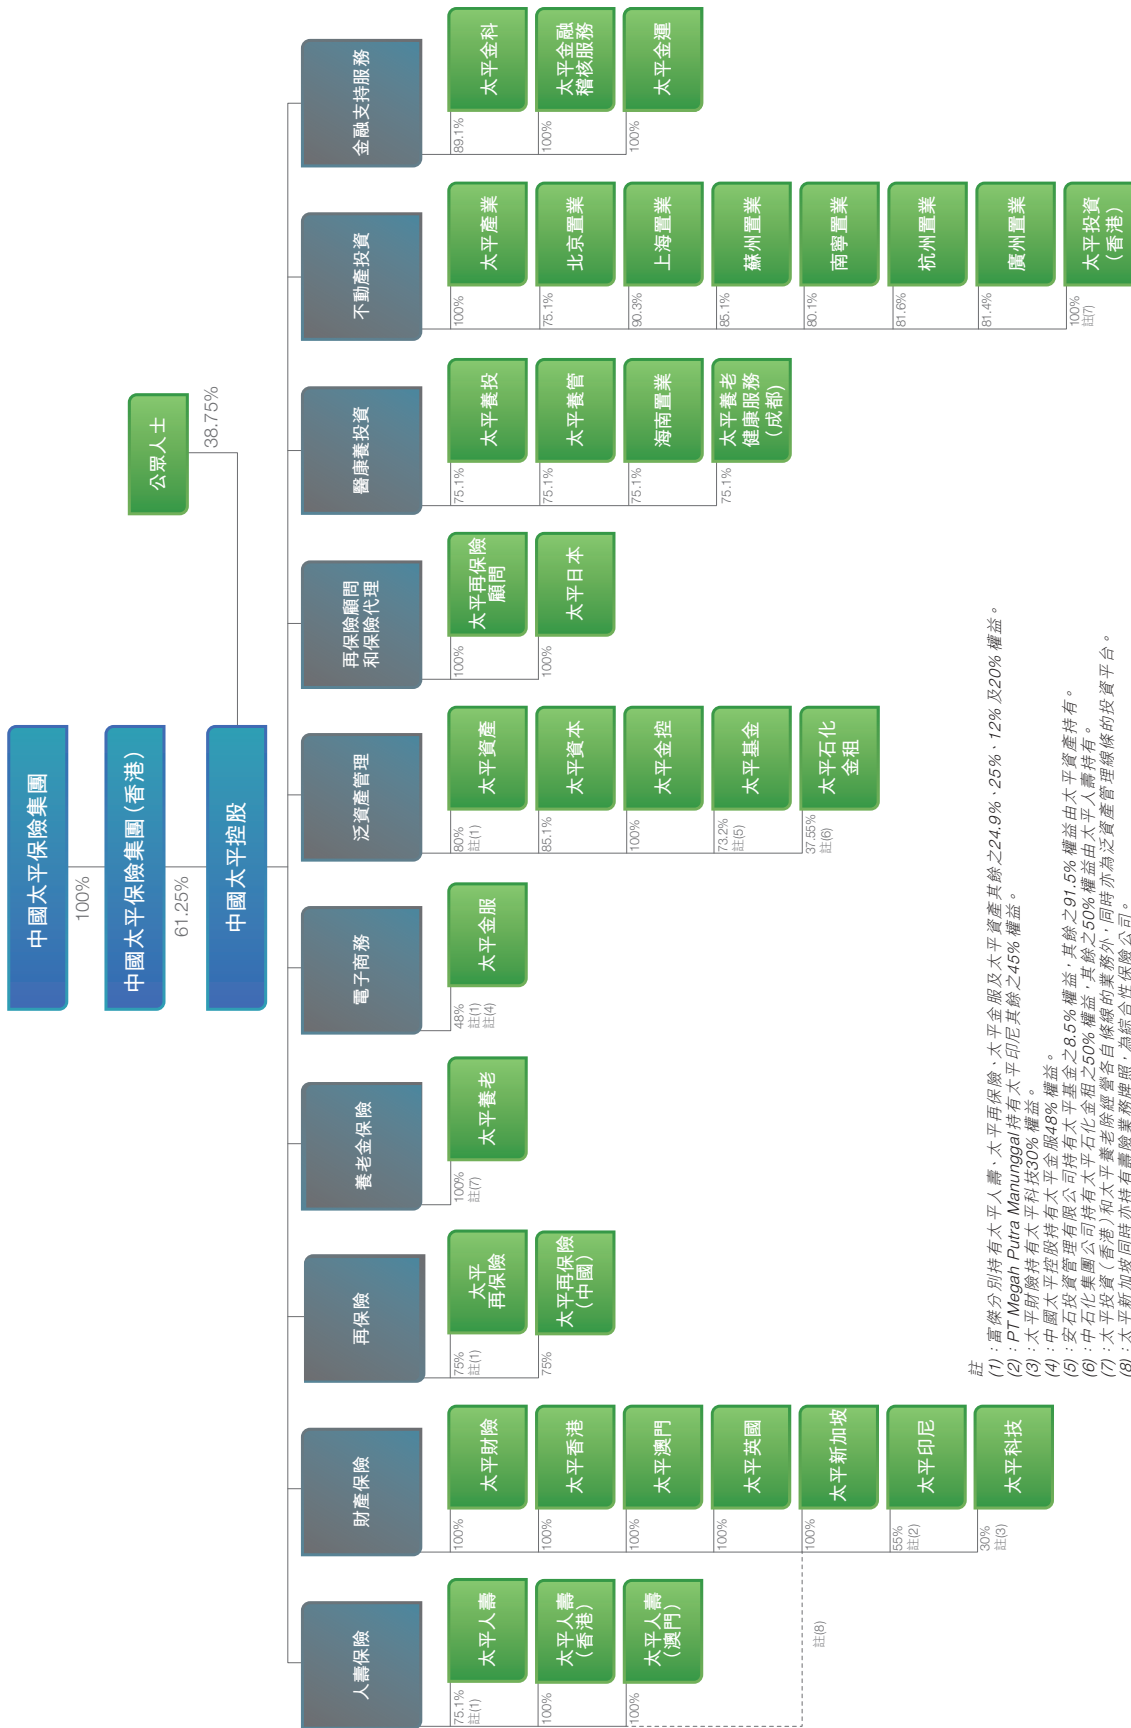 中國太平保險集團
100%
中國太平保險集團（香港）
61.25%
公眾人士
38.75%
中國太平控股
人壽保險
75.1%
註(1)
太平人壽
100%
太平人壽
（香港）
100%
太平人壽
（澳門）
註(8)
財產保險
100%
太平財險
100%
太平香港
100%
太平澳門
100%
太平英國
100%
太平新加坡
55%
註(2)
太平印尼
30%
註(3)
太平科技
再保險
75%
註(1)
太平
再保險
75%
太平再保險
（中國）
養老金保險
100%
註(7)
太平養老
電子商務
48%
註(1)
註(4)
太平金服
泛資產管理
80%
註(1)
太平資產
85.1%
太平資本
100%
太平金控
73.2%
註(5)
太平基金
37.55%
註(6)
太平石化
金租
再保險顧問
和保險代理
100%
太平再保險
顧問
100%
太平日本
醫康養投資
75.1%
太平養投
75.1%
太平養管
75.1%
海南置業
75.1%
太平養老
健康服務
（成都）
不動產投資
100%
太平產業
75.1%
北京置業
90.3%
上海置業
85.1%
蘇州置業
80.1%
南寧置業
81.6%
杭州置業
81.4%
廣州置業
100%
註(7)
太平投資
（香港）
金融支持服務
89.1%
太平金科
100%
太平金融
稽核服務
100%
太平金運
註
(1)：富傑分別持有太平人壽、太平再保險、太平金服及太平資產其餘之24.9%、25%、12%及20%權益。
(2)：PT Megah Putra Manunggal持有太平印尼其餘之45%權益。
(3)：太平財險持有太平科技30%權益。
(4)：中國太平控股持有太平金服48%權益。
(5)：安石投資管理有限公司持有太平基金之8.5%權益，其餘之91.5%權益由太平資產持有。
(6)：中石化集團公司持有太平石化金租之50%權益，其餘之50%權益由太平人壽持有。
(7)：太平投資（香港）和太平養老除經營各自條線的業務外，同時亦為泛資產管理線條的投資平台。
(8)：太平新加坡同時亦持有壽險業務牌照，為綜合性保險公司。